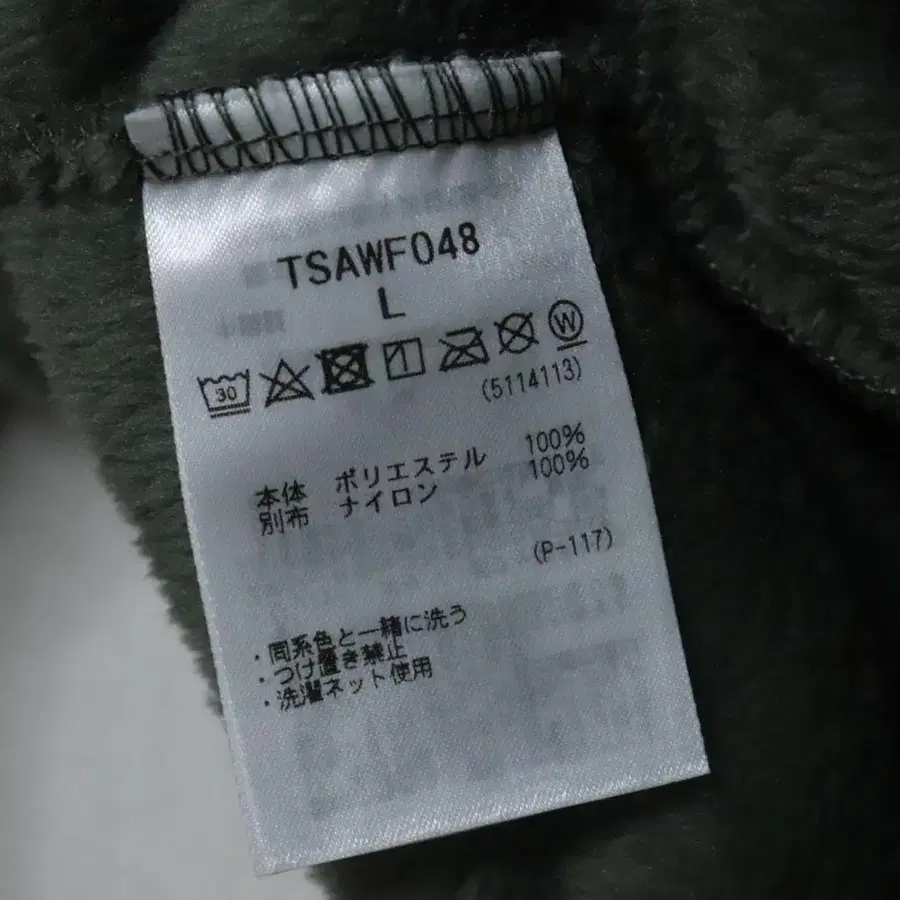 TSAWF048
L
30 W
(5114113)
本体 ポリエステル 100%
別布 ナイロン 100%
(P-117)
・同系色と一緒に洗う
・つけ置き禁止
・洗濯ネット使用